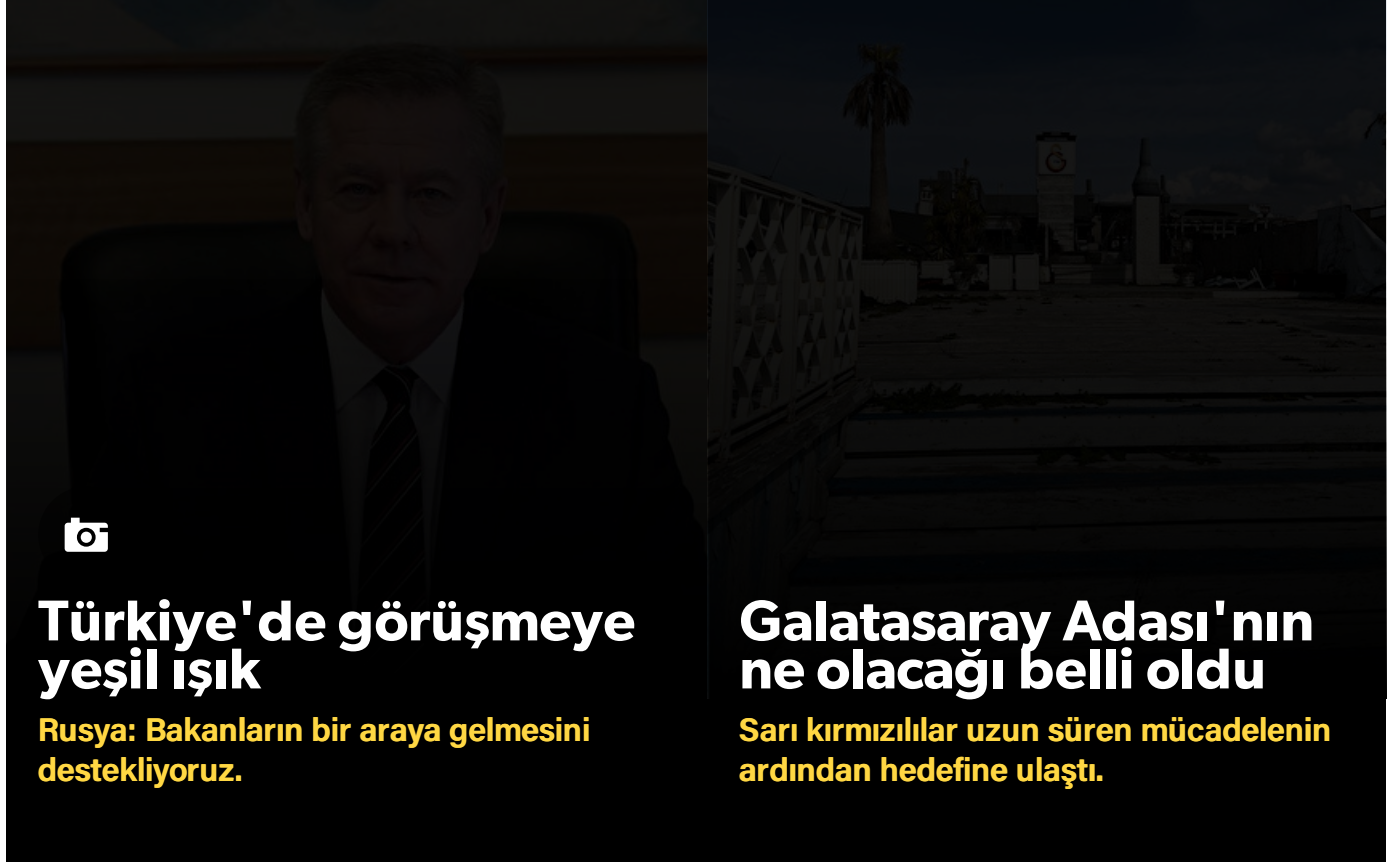 Türkiye'de görüşmeye
yeşil ışık
Rusya: Bakanların bir araya gelmesini
destekliyoruz.
Galatasaray Adası'nın
ne olacağı belli oldu
Sarı kırmızılılar uzun süren mücadelenin
ardından hedefine ulaştı.